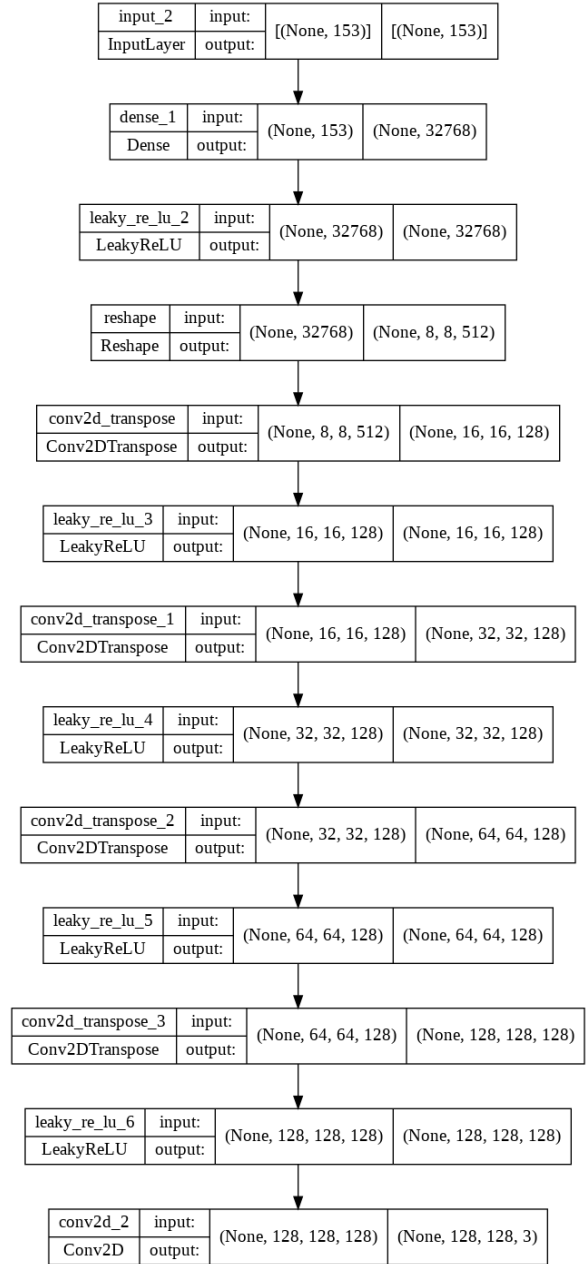 input_2 input: [(None, 153)] [(None, 153)]
InputLayer output:
dense_1 input: (None, 153) (None, 32768)
Dense output:
leaky_re_lu_2 input: (None, 32768) (None, 32768)
LeakyReLU output:
reshape input: (None, 32768) (None, 8, 8, 512)
Reshape output:
conv2d_transpose input: (None, 8, 8, 512) (None, 16, 16, 128)
Conv2DTranspose output:
leaky_re_lu_3 input: (None, 16, 16, 128) (None, 16, 16, 128)
LeakyReLU output:
conv2d_transpose_1 input: (None, 16, 16, 128) (None, 32, 32, 128)
Conv2DTranspose output:
leaky_re_lu_4 input: (None, 32, 32, 128) (None, 32, 32, 128)
LeakyReLU output:
conv2d_transpose_2 input: (None, 32, 32, 128) (None, 64, 64, 128)
Conv2DTranspose output:
leaky_re_lu_5 input: (None, 64, 64, 128) (None, 64, 64, 128)
LeakyReLU output:
conv2d_transpose_3 input: (None, 64, 64, 128) (None, 128, 128, 128)
Conv2DTranspose output:
leaky_re_lu_6 input: (None, 128, 128, 128) (None, 128, 128, 128)
LeakyReLU output:
conv2d_2 input: (None, 128, 128, 128) (None, 128, 128, 3)
Conv2D output: